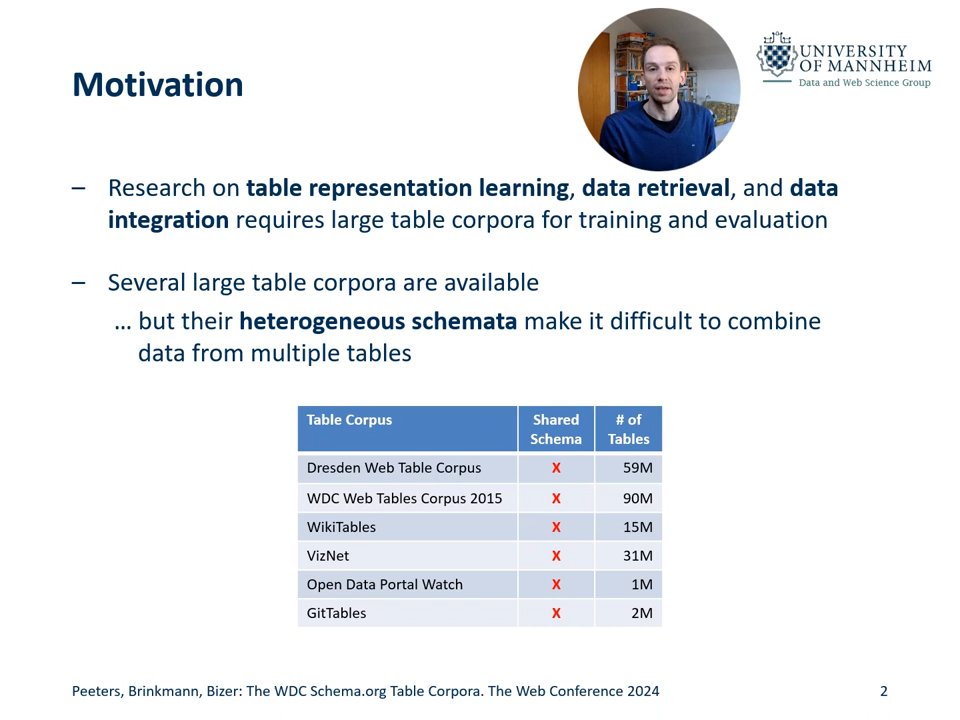 Motivation
UNIVERSITY
OF MANNHEIM
Data and Web Science Group
– Research on table representation learning, data retrieval, and data
integration requires large table corpora for training and evaluation
– Several large table corpora are available
… but their heterogeneous schemata make it difficult to combine
data from multiple tables
Table Corpus Shared Schema # of Tables
Dresden Web Table Corpus X 59M
WDC Web Tables Corpus 2015 X 90M
WikiTables X 15M
VizNet X 31M
Open Data Portal Watch X 1M
GitTables X 2M
Peeters, Brinkmann, Bizer: The WDC Schema.org Table Corpora. The Web Conference 2024 2